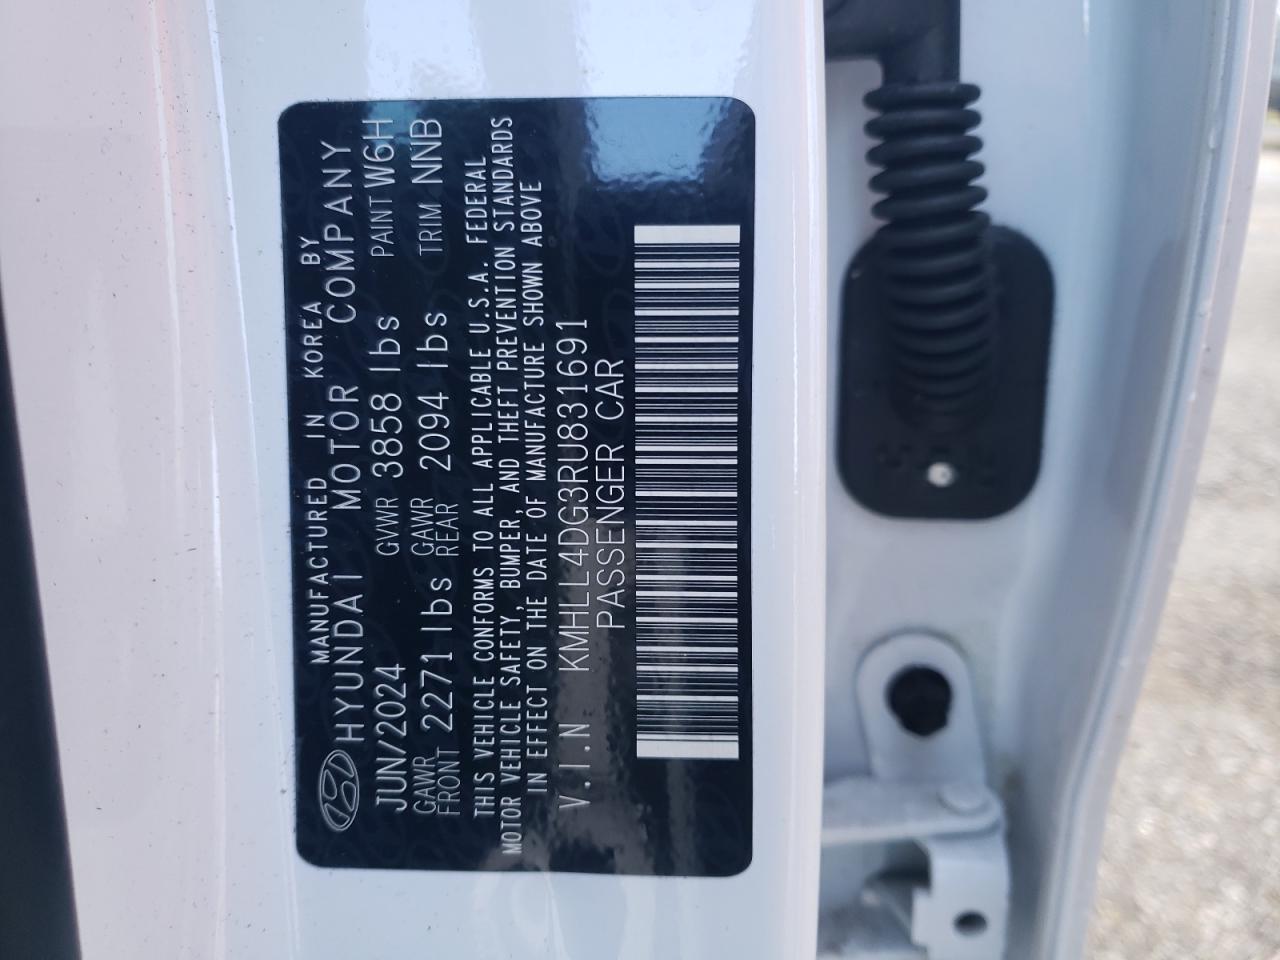 MANUFACTURED IN KOREA BY
HYUNDAI MOTOR COMPANY
JUN/2024 GVWR 3858 lbs PAINT W6H
GAWR FRONT 2271 lbs GAWR REAR 2094 lbs TRIM NNB
THIS VEHICLE CONFORMS TO ALL APPLICABLE U.S.A. FEDERAL
MOTOR VEHICLE SAFETY, BUMPER, AND THEFT PREVENTION STANDARDS
IN EFFECT ON THE DATE OF MANUFACTURE SHOWN ABOVE
V.I.N KMHLL4DG3RU831691
PASSENGER CAR